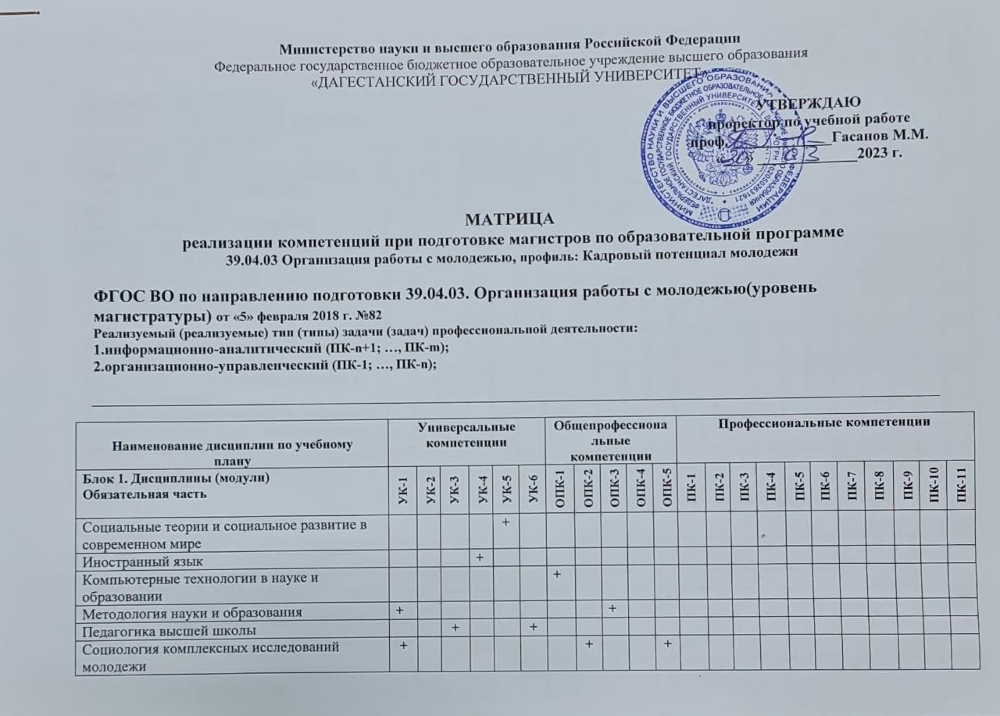 Министерство науки и высшего образования Российской Федерации
Федеральное государственное бюджетное образовательное учреждение высшего образования
«ДАГЕСТАНСКИЙ ГОСУДАРСТВЕННЫЙ УНИВЕРСИТЕТ»
УТВЕРЖДАЮ
проректор по учебной работе
проф. Гасанов М.М.
«30» 03 2023 г.
МАТРИЦА
реализации компетенций при подготовке магистров по образовательной программе
39.04.03 Организация работы с молодежью, профиль: Кадровый потенциал молодежи
ФГОС ВО по направлению подготовки 39.04.03. Организация работы с молодежью(уровень
магистратуры) от «5» февраля 2018 г. №82
Реализуемый (реализуемые) тип (типы) задачи (задач) профессиональной деятельности:
1.информационно-аналитический (ПК-n+1; …, ПК-m);
2.организационно-управленческий (ПК-1; …, ПК-n);
Наименование дисциплин по учебному
плану
Универсальные
компетенции
Общепрофессиона
льные
компетенции
Профессиональные компетенции
Блок 1. Дисциплины (модули)
Обязательная часть
УК-1 УК-2 УК-3 УК-4 УК-5 УК-6 ОПК-1 ОПК-2 ОПК-3 ОПК-4 ОПК-5 ПК-1 ПК-2 ПК-3 ПК-4 ПК-5 ПК-6 ПК-7 ПК-8 ПК-9 ПК-10 ПК-11
Социальные теории и социальное развитие в +
современном мире
Иностранный язык +
Компьютерные технологии в науке и +
образовании
Методология науки и образования + +
Педагогика высшей школы + +
Социология комплексных исследований + + +
молодежи